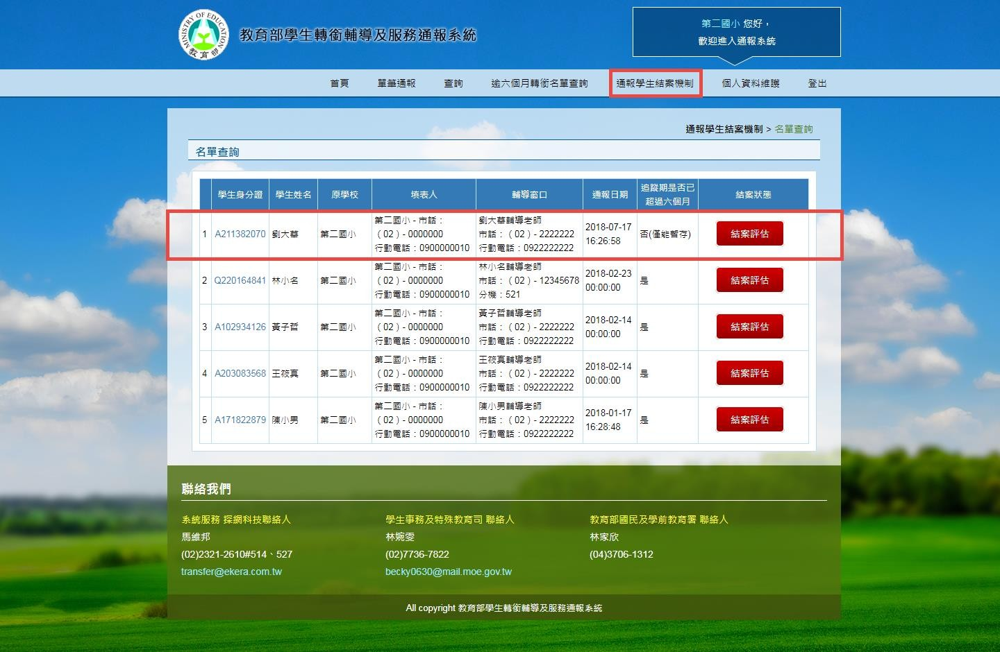 MINISTRY OF EDUCATION
教育部
教育部學生轉銜輔導及服務通報系統
第二國小 您好，
歡迎進入通報系統
首頁 單筆通報 查詢 逾六個月轉銜名單查詢 通報學生結案機制 個人資料維護 登出
通報學生結案機制 > 名單查詢
名單查詢
學生身分證 學生姓名 原學校 填表人 輔導窗口 通報日期 追蹤期是否已超過六個月 結案狀態
1 A211382070 劉大華 第二國小 第二國小 - 市話：（02）- 0000000 行動電話：0900000010 劉大華輔導老師 市話：（02）- 2222222 行動電話：0922222222 2018-07-17 16:26:58 否(僅能暫存) 結案評估
2 Q220164841 林小名 第二國小 第二國小 - 市話：（02）- 0000000 行動電話：0900000010 林小名輔導老師 市話：（02）- 12345678 分機：521 2018-02-23 00:00:00 是 結案評估
3 A102934126 黃子哲 第二國小 第二國小 - 市話：（02）- 0000000 行動電話：0900000010 黃子哲輔導老師 市話：（02）- 2222222 行動電話：0922222222 2018-02-14 00:00:00 是 結案評估
4 A203083568 王筱真 第二國小 第二國小 - 市話：（02）- 0000000 行動電話：0900000010 王筱真輔導老師 市話：（02）- 2222222 行動電話：0922222222 2018-02-14 00:00:00 是 結案評估
5 A171822879 陳小男 第二國小 第二國小 - 市話：（02）- 0000000 行動電話：0900000010 陳小男輔導老師 市話：（02）- 2222222 行動電話：0922222222 2018-01-17 16:28:48 是 結案評估
聯絡我們
系統服務 探網科技聯絡人
馬維邦
(02)2321-2610#514、527
transfer@ekera.com.tw
學生事務及特殊教育司 聯絡人
林婉雯
(02)7736-7822
becky0630@mail.moe.gov.tw
教育部國民及學前教育署 聯絡人
林家欣
(04)3706-1312
All copyright 教育部學生轉銜輔導及服務通報系統